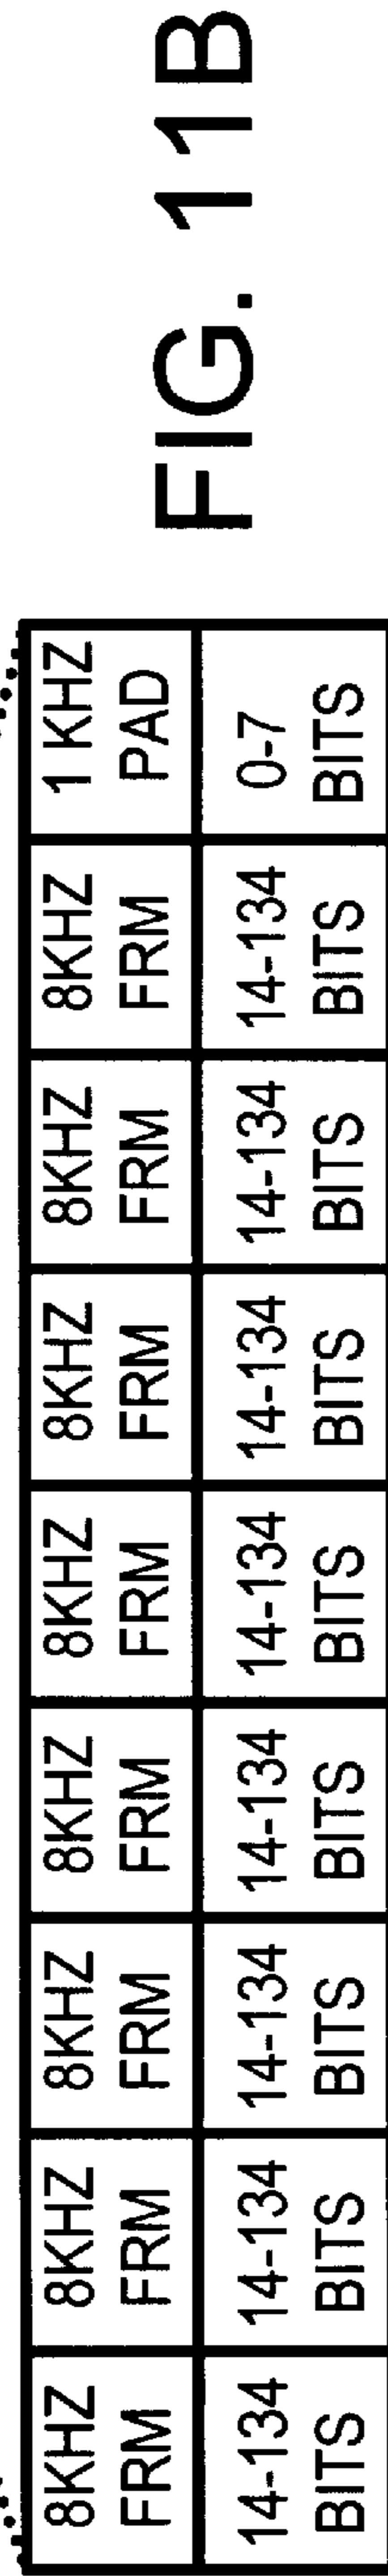 8KHZ 8KHZ 8KHZ 8KHZ 8KHZ 8KHZ 8KHZ 8KHZ 1 KHZ
FRM FRM FRM FRM FRM FRM FRM FRM PAD
14-134 14-134 14-134 14-134 14-134 14-134 14-134 14-134 0-7
BITS BITS BITS BITS BITS BITS BITS BITS BITS
FIG. 11B